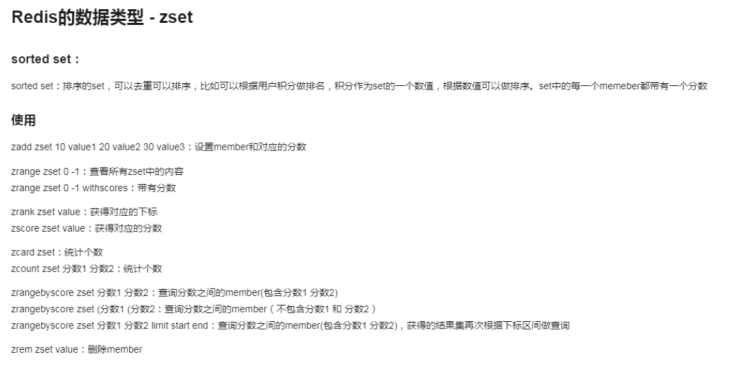 Redis的数据类型 - zset
sorted set：
sorted set：排序的set，可以去重可以排序，比如可以根据用户积分做排名，积分作为set的一个数值，根据数值可以做排序。set中的每一个memeber都带有一个分数
使用
zadd zset 10 value1 20 value2 30 value3：设置member和对应的分数
zrange zset 0 -1：查看所有zset中的内容
zrange zset 0 -1 withscores：带有分数
zrank zset value：获得对应的下标
zscore zset value：获得对应的分数
zcard zset：统计个数
zcount zset 分数1 分数2：统计个数
zrangebyscore zset 分数1 分数2：查询分数之间的member(包含分数1 分数2)
zrangebyscore zset (分数1 (分数2：查询分数之间的member（不包含分数1 和 分数2）
zrangebyscore zset 分数1 分数2 limit start end：查询分数之间的member(包含分数1 分数2)，获得的结果集再次根据下标区间做查询
zrem zset value：删除member